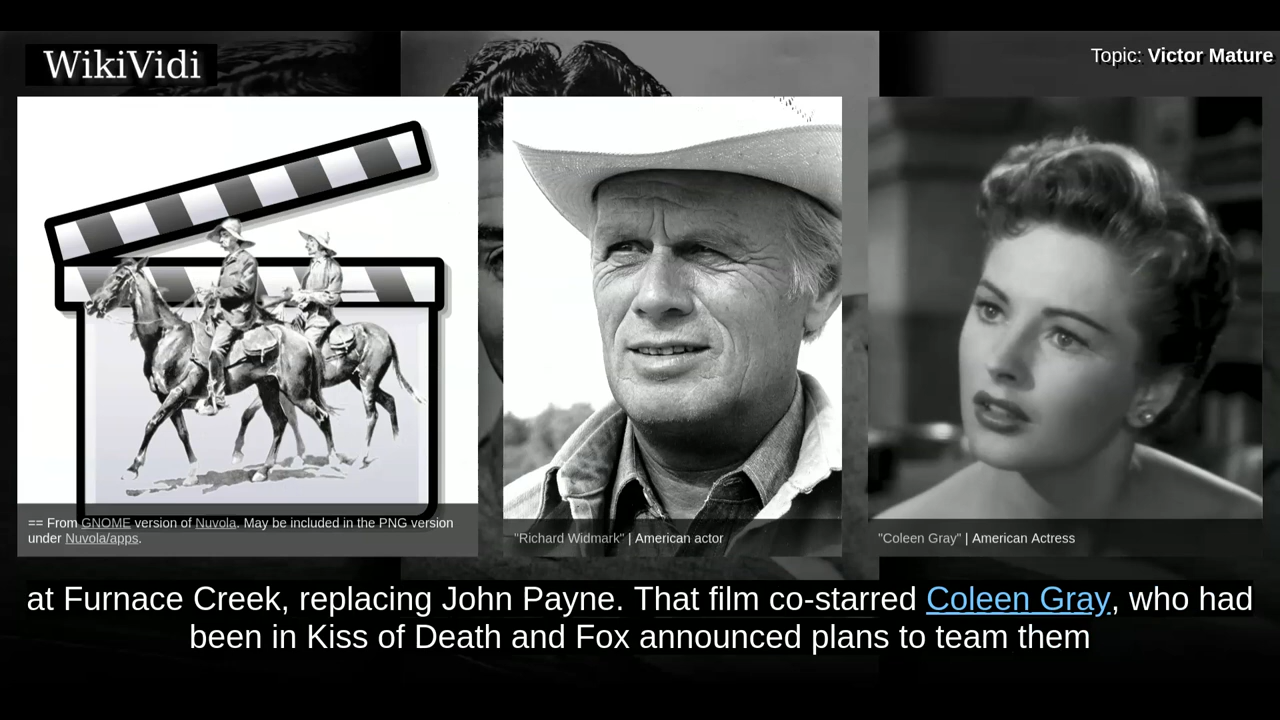 WikiVidi
Topic: Victor Mature
== From GNOME version of Nuvola. May be included in the PNG version
under Nuvola/apps.
"Richard Widmark" | American actor
"Coleen Gray" | American Actress
at Furnace Creek, replacing John Payne. That film co-starred Coleen Gray, who had
been in Kiss of Death and Fox announced plans to team them